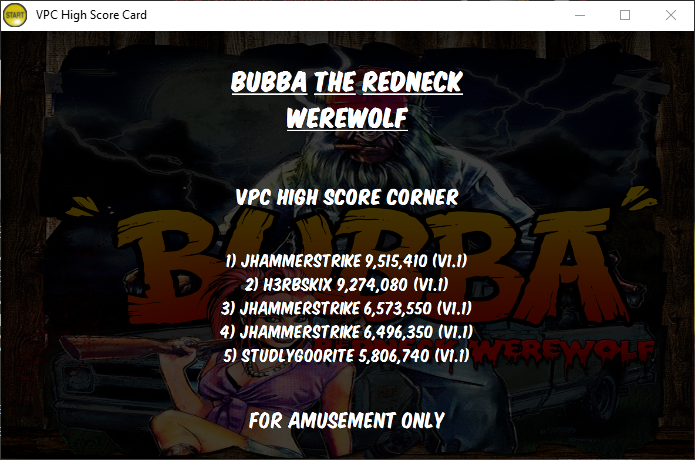 START
VPC High Score Card
BUBBA THE REDNECK
WEREWOLF
VPC HIGH SCORE CORNER
BUBBA
1) JHAMMERSTRIKE 9,515,410 (V1.1)
2) H3RBSKIX 9,274,080 (V1.1)
3) JHAMMERSTRIKE 6,573,550 (V1.1)
4) JHAMMERSTRIKE 6,496,350 (V1.1)
5) STUDLYGOORITE 5,806,740 (V1.1)
REDNECK WEREWOLF
FOR AMUSEMENT ONLY